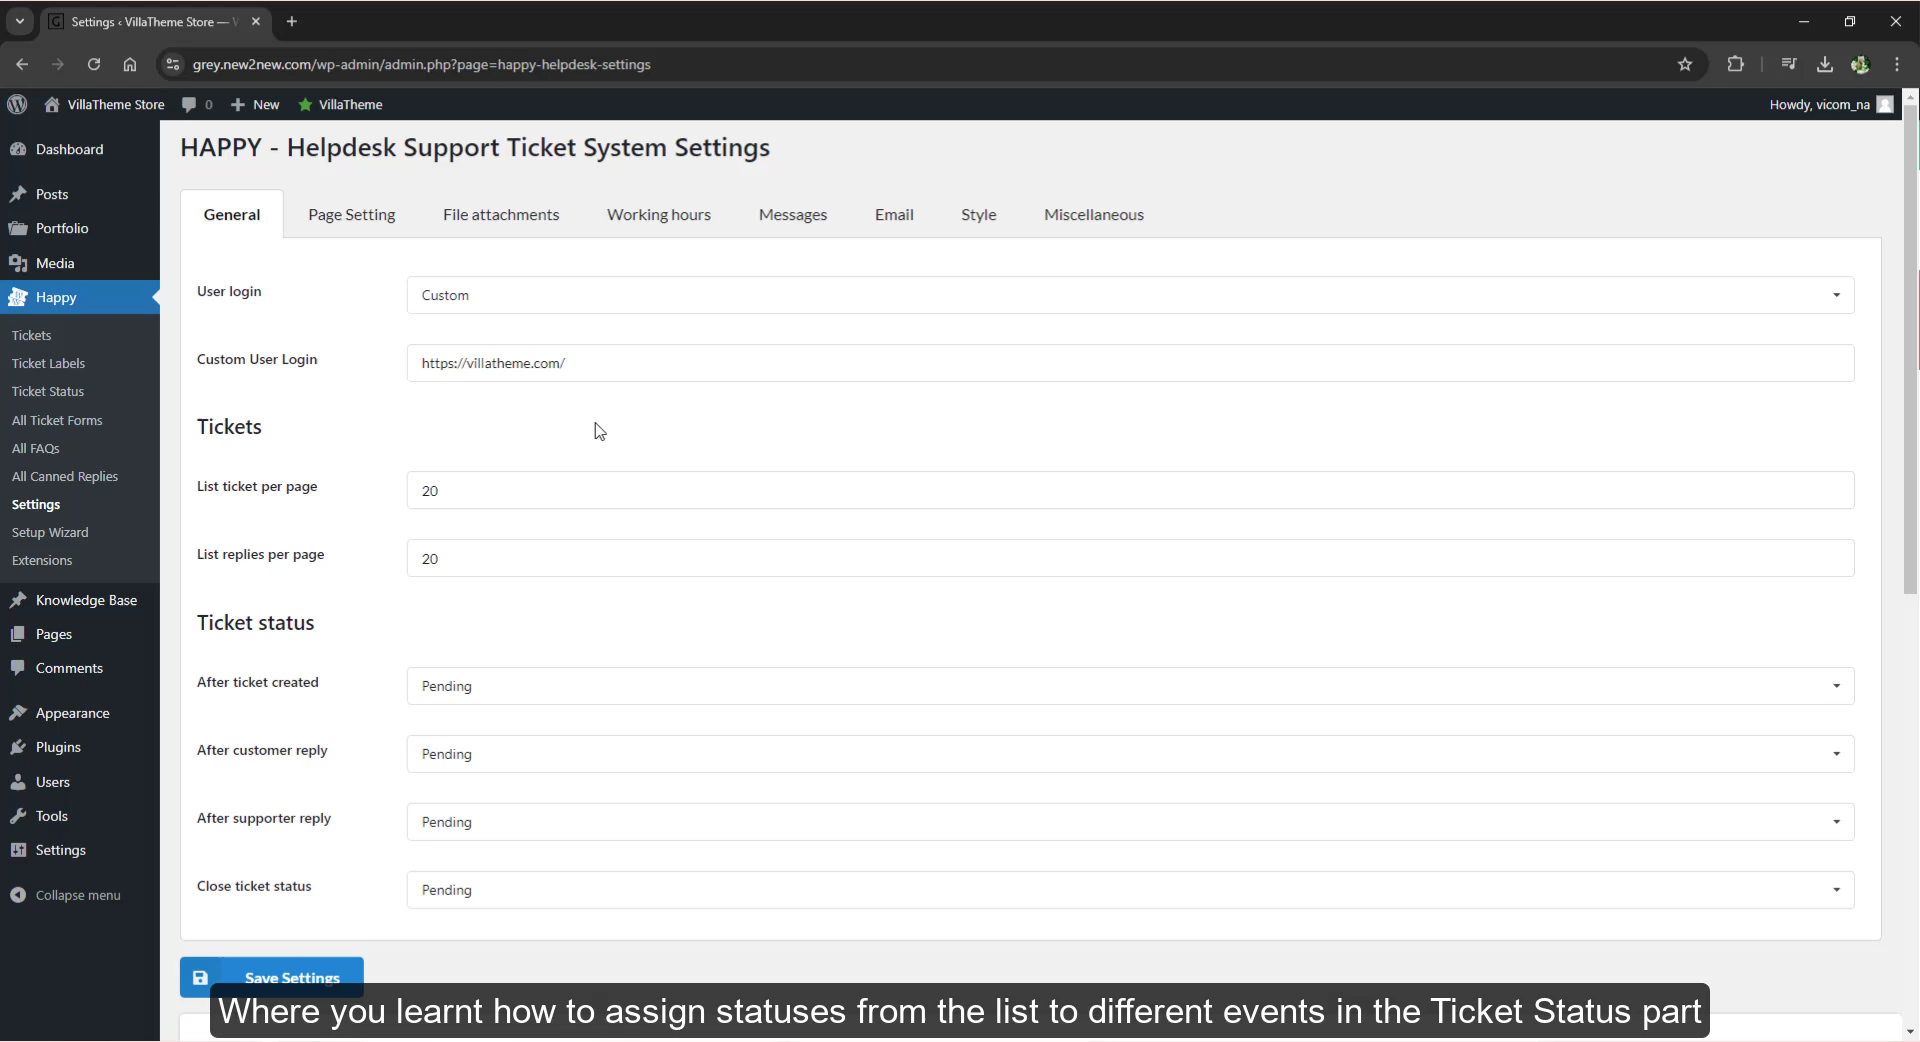 Settings ‹ VillaTheme Store —
grey.new2new.com/wp-admin/admin.php?page=happy-helpdesk-settings
VillaTheme Store
0
New
VillaTheme
Howdy, vicom_na
Dashboard
Posts
Portfolio
Media
Happy
Tickets
Ticket Labels
Ticket Status
All Ticket Forms
All FAQs
All Canned Replies
Settings
Setup Wizard
Extensions
Knowledge Base
Pages
Comments
Appearance
Plugins
Users
Tools
Settings
Collapse menu
HAPPY - Helpdesk Support Ticket System Settings
General
Page Setting
File attachments
Working hours
Messages
Email
Style
Miscellaneous
User login
Custom
Custom User Login
https://villatheme.com/
Tickets
List ticket per page
20
List replies per page
20
Ticket status
After ticket created
Pending
After customer reply
Pending
After supporter reply
Pending
Close ticket status
Pending
Save Settings
Where you learnt how to assign statuses from the list to different events in the Ticket Status part